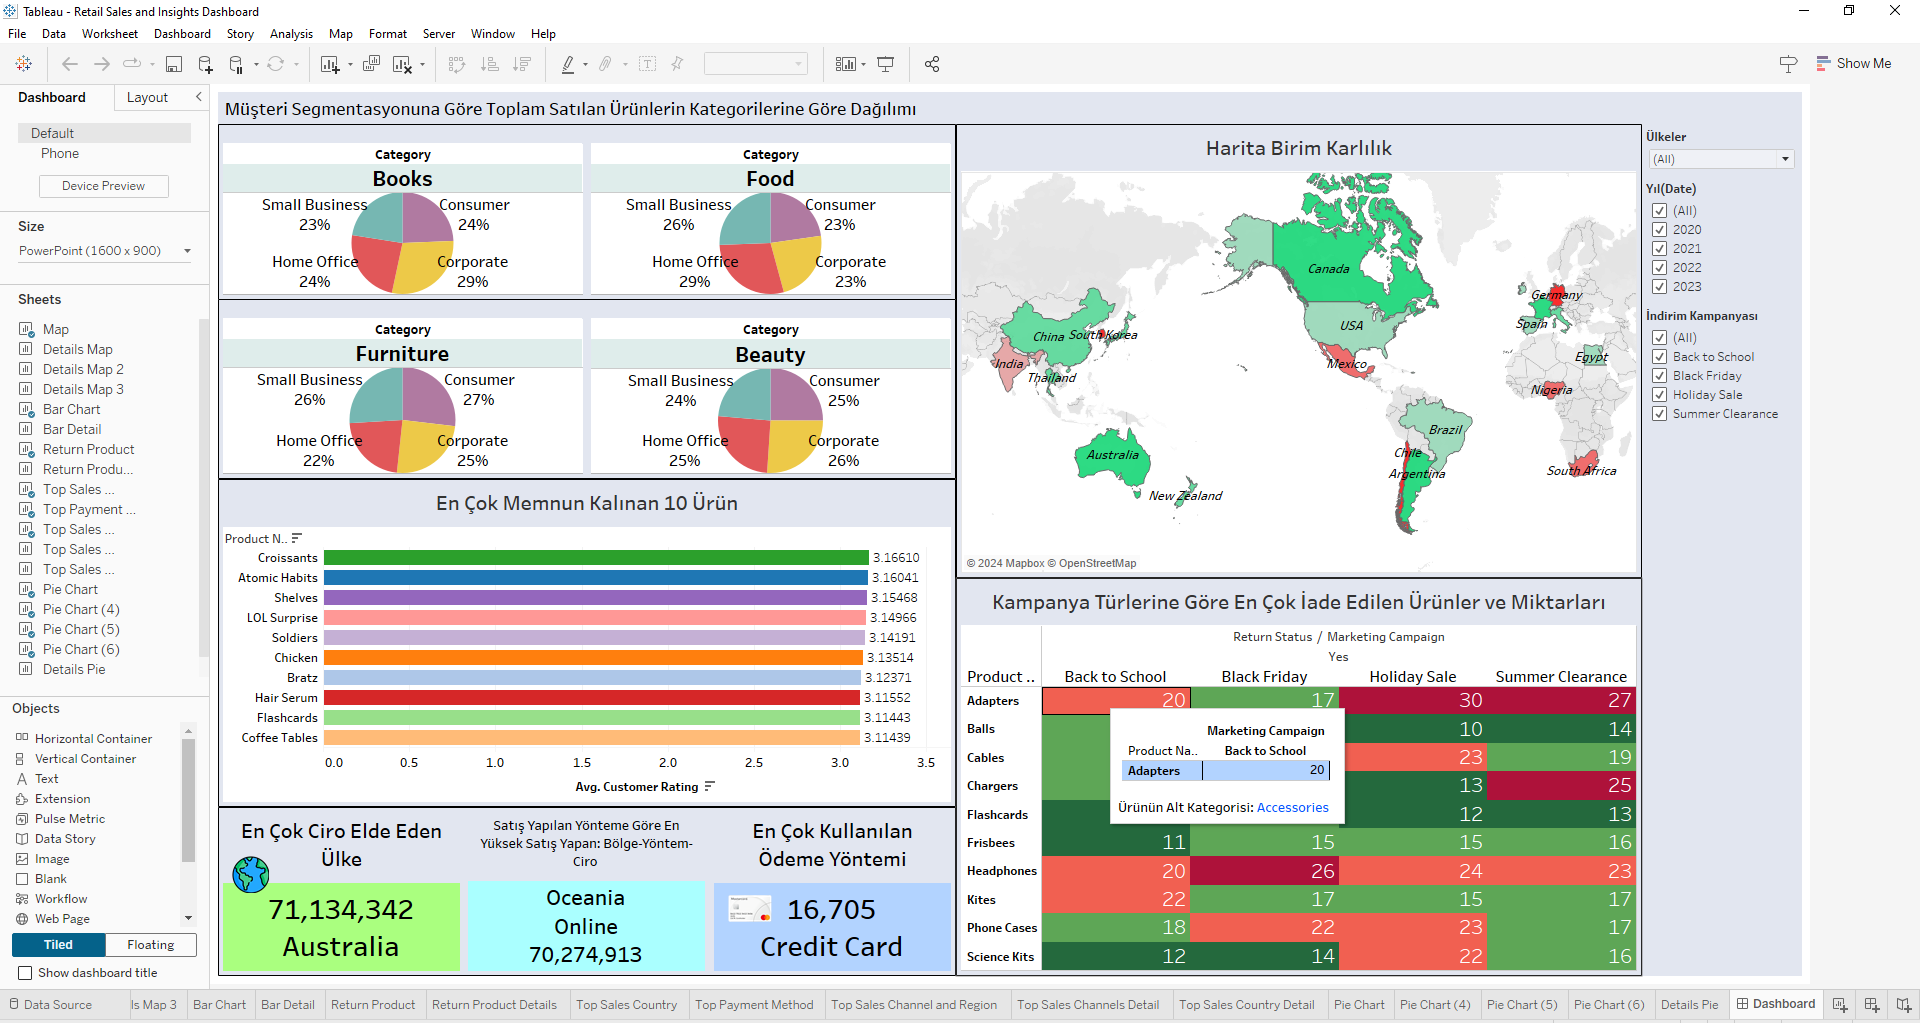 Tableau - Retail Sales and Insights Dashboard
File Data Worksheet Dashboard Story Analysis Map Format Server Window Help
Show Me
Dashboard Layout
Default
Phone
Device Preview
Size
PowerPoint (1600 x 900)
Sheets
Map
Details Map
Details Map 2
Details Map 3
Bar Chart
Bar Detail
Return Product
Return Produ...
Top Sales ...
Top Payment ...
Top Sales ...
Top Sales ...
Top Sales ...
Pie Chart
Pie Chart (4)
Pie Chart (5)
Pie Chart (6)
Details Pie
Objects
Horizontal Container
Vertical Container
Text
Extension
Pulse Metric
Data Story
Image
Blank
Workflow
Web Page
Tiled Floating
Show dashboard title
Müşteri Segmentasyonuna Göre Toplam Satılan Ürünlerin Kategorilerine Göre Dağılımı
Category
Books
Small Business
23%
Consumer
24%
Home Office
24%
Corporate
29%
Category
Food
Small Business
26%
Consumer
23%
Home Office
29%
Corporate
23%
Category
Furniture
Small Business
26%
Consumer
27%
Home Office
22%
Corporate
25%
Category
Beauty
Small Business
24%
Consumer
25%
Home Office
25%
Corporate
26%
En Çok Memnun Kalınan 10 Ürün
Product N..
Croissants 3.16610
Atomic Habits 3.16041
Shelves 3.15468
LOL Surprise 3.14966
Soldiers 3.14191
Chicken 3.13514
Bratz 3.12371
Hair Serum 3.11552
Flashcards 3.11443
Coffee Tables 3.11439
0.0 0.5 1.0 1.5 2.0 2.5 3.0 3.5
Avg. Customer Rating
En Çok Ciro Elde Eden
Ülke
71,134,342
Australia
Satış Yapılan Yönteme Göre En
Yüksek Satış Yapan: Bölge-Yöntem-
Ciro
Oceania
Online
70,274,913
En Çok Kullanılan
Ödeme Yöntemi
16,705
Credit Card
Harita Birim Karlılık
Canada
Germany
USA
Spain
China
South Korea
Egypt
India
Mexico
Thailand
Nigeria
Brazil
Chile
Australia
Argentina
South Africa
New Zealand
© 2024 Mapbox © OpenStreetMap
Kampanya Türlerine Göre En Çok İade Edilen Ürünler ve Miktarları
Return Status / Marketing Campaign
Yes
Product .. Back to School Black Friday Holiday Sale Summer Clearance
Adapters 20 17 30 27
Balls 10 14
Cables 23 19
Chargers 13 25
Flashcards 12 13
Frisbees 11 15 15 16
Headphones 20 26 24 23
Kites 22 17 15 17
Phone Cases 18 22 23 17
Science Kits 12 14 22 16
Marketing Campaign
Product Na.. Back to School
Adapters 20
Ürünün Alt Kategorisi: Accessories
Ülkeler
(All)
Yıl(Date)
(All)
2020
2021
2022
2023
İndirim Kampanyası
(All)
Back to School
Black Friday
Holiday Sale
Summer Clearance
Data Source ls Map 3 Bar Chart Bar Detail Return Product Return Product Details Top Sales Country Top Payment Method Top Sales Channel and Region Top Sales Channels Detail Top Sales Country Detail Pie Chart Pie Chart (4) Pie Chart (5) Pie Chart (6) Details Pie Dashboard